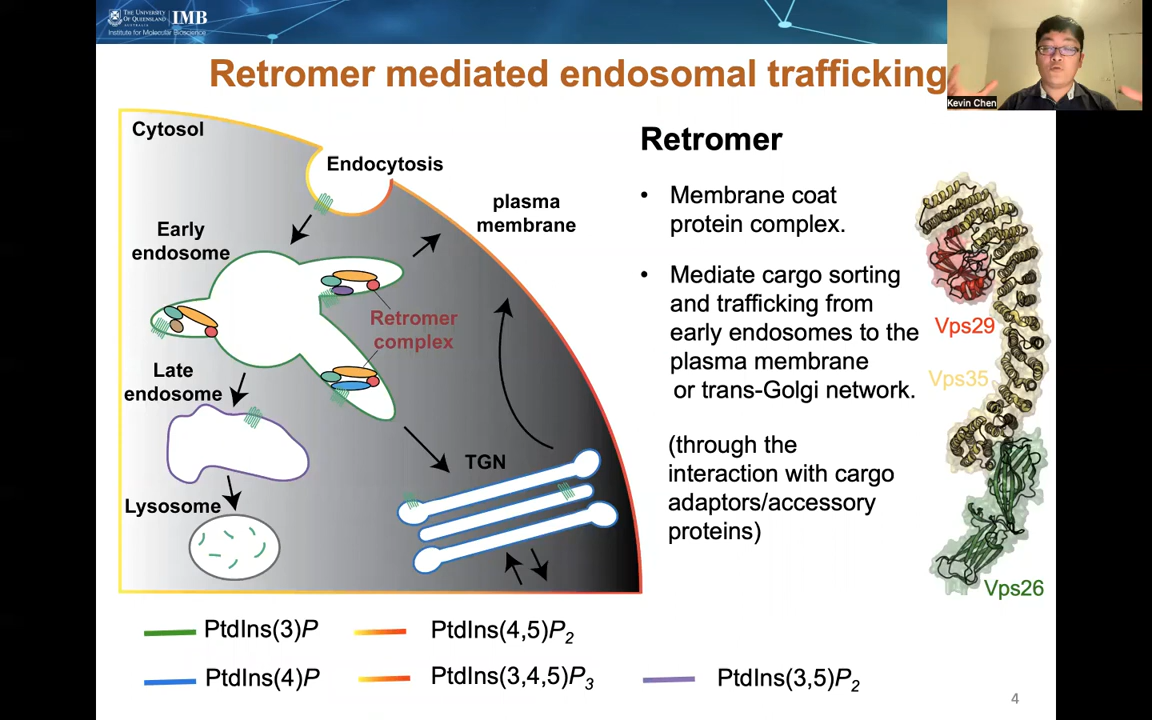 THE UNIVERSITY
OF QUEENSLAND
AUSTRALIA
IMB
Institute for Molecular Bioscience
Kevin Chen
Retromer mediated endosomal trafficking
Cytosol
Endocytosis
plasma
membrane
Early
endosome
Retromer
complex
Late
endosome
TGN
Lysosome
Retromer
• Membrane coat
protein complex.
• Mediate cargo sorting
and trafficking from
early endosomes to the
plasma membrane
or trans-Golgi network.
(through the
interaction with cargo
adaptors/accessory
proteins)
Vps29
Vps35
Vps26
PtdIns(3)P
PtdIns(4,5)P2
PtdIns(4)P
PtdIns(3,4,5)P3
PtdIns(3,5)P2
4